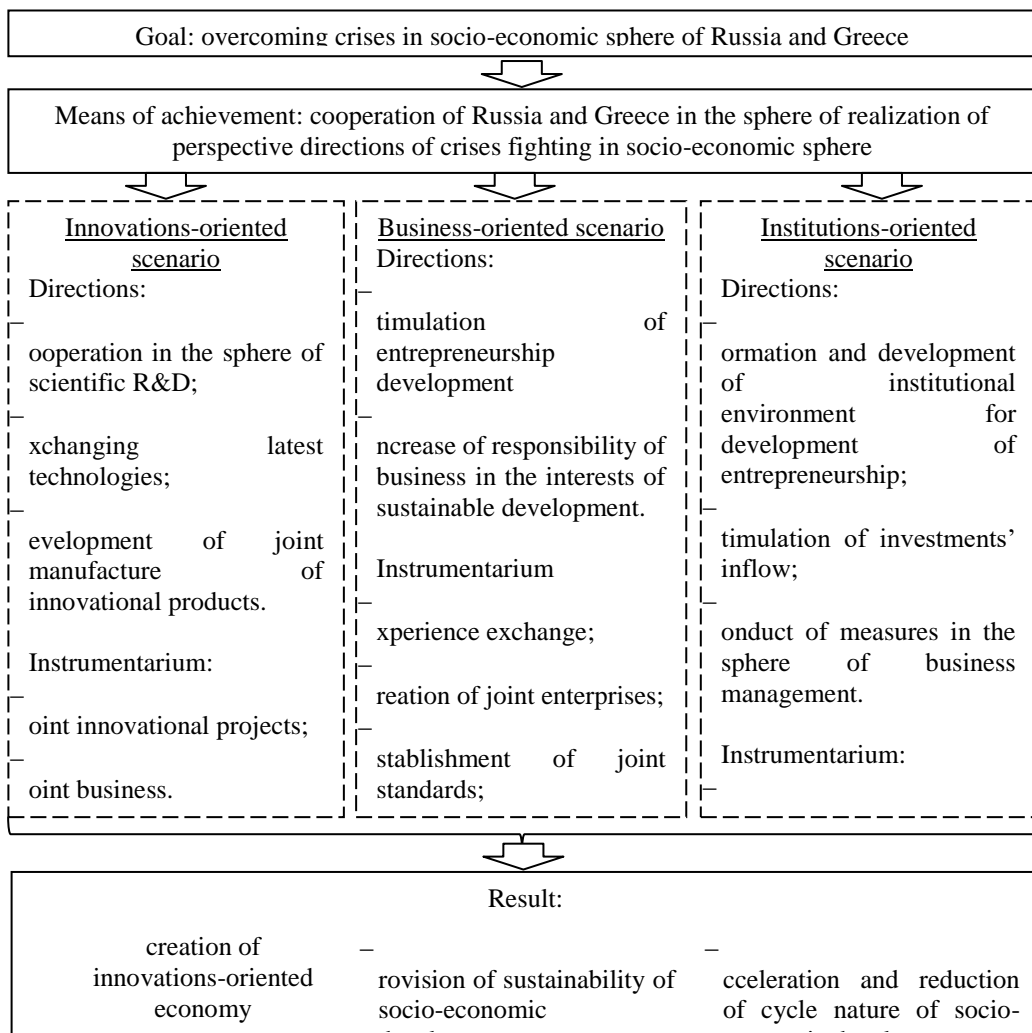 Goal: overcoming crises in socio-economic sphere of Russia and Greece
Means of achievement: cooperation of Russia and Greece in the sphere of realization of
perspective directions of crises fighting in socio-economic sphere
Innovations-oriented
scenario
Directions:
–
ooperation in the sphere of
scientific R&D;
–
xchanging latest
technologies;
–
evelopment of joint
manufacture of
innovational products.
Instrumentarium:
–
oint innovational projects;
–
oint business.
Business-oriented scenario
Directions:
–
timulation of
entrepreneurship
development
–
ncrease of responsibility of
business in the interests of
sustainable development.
Instrumentarium
–
xperience exchange;
–
reation of joint enterprises;
–
stablishment of joint
standards;
Institutions-oriented
scenario
Directions:
–
ormation and development
of institutional
environment for
development of
entrepreneurship;
–
timulation of investments’
inflow;
–
onduct of measures in the
sphere of business
management.
Instrumentarium:
–
Result:
creation of
innovations-oriented
economy
–
rovision of sustainability of
socio-economic
–
cceleration and reduction
of cycle nature of socio-